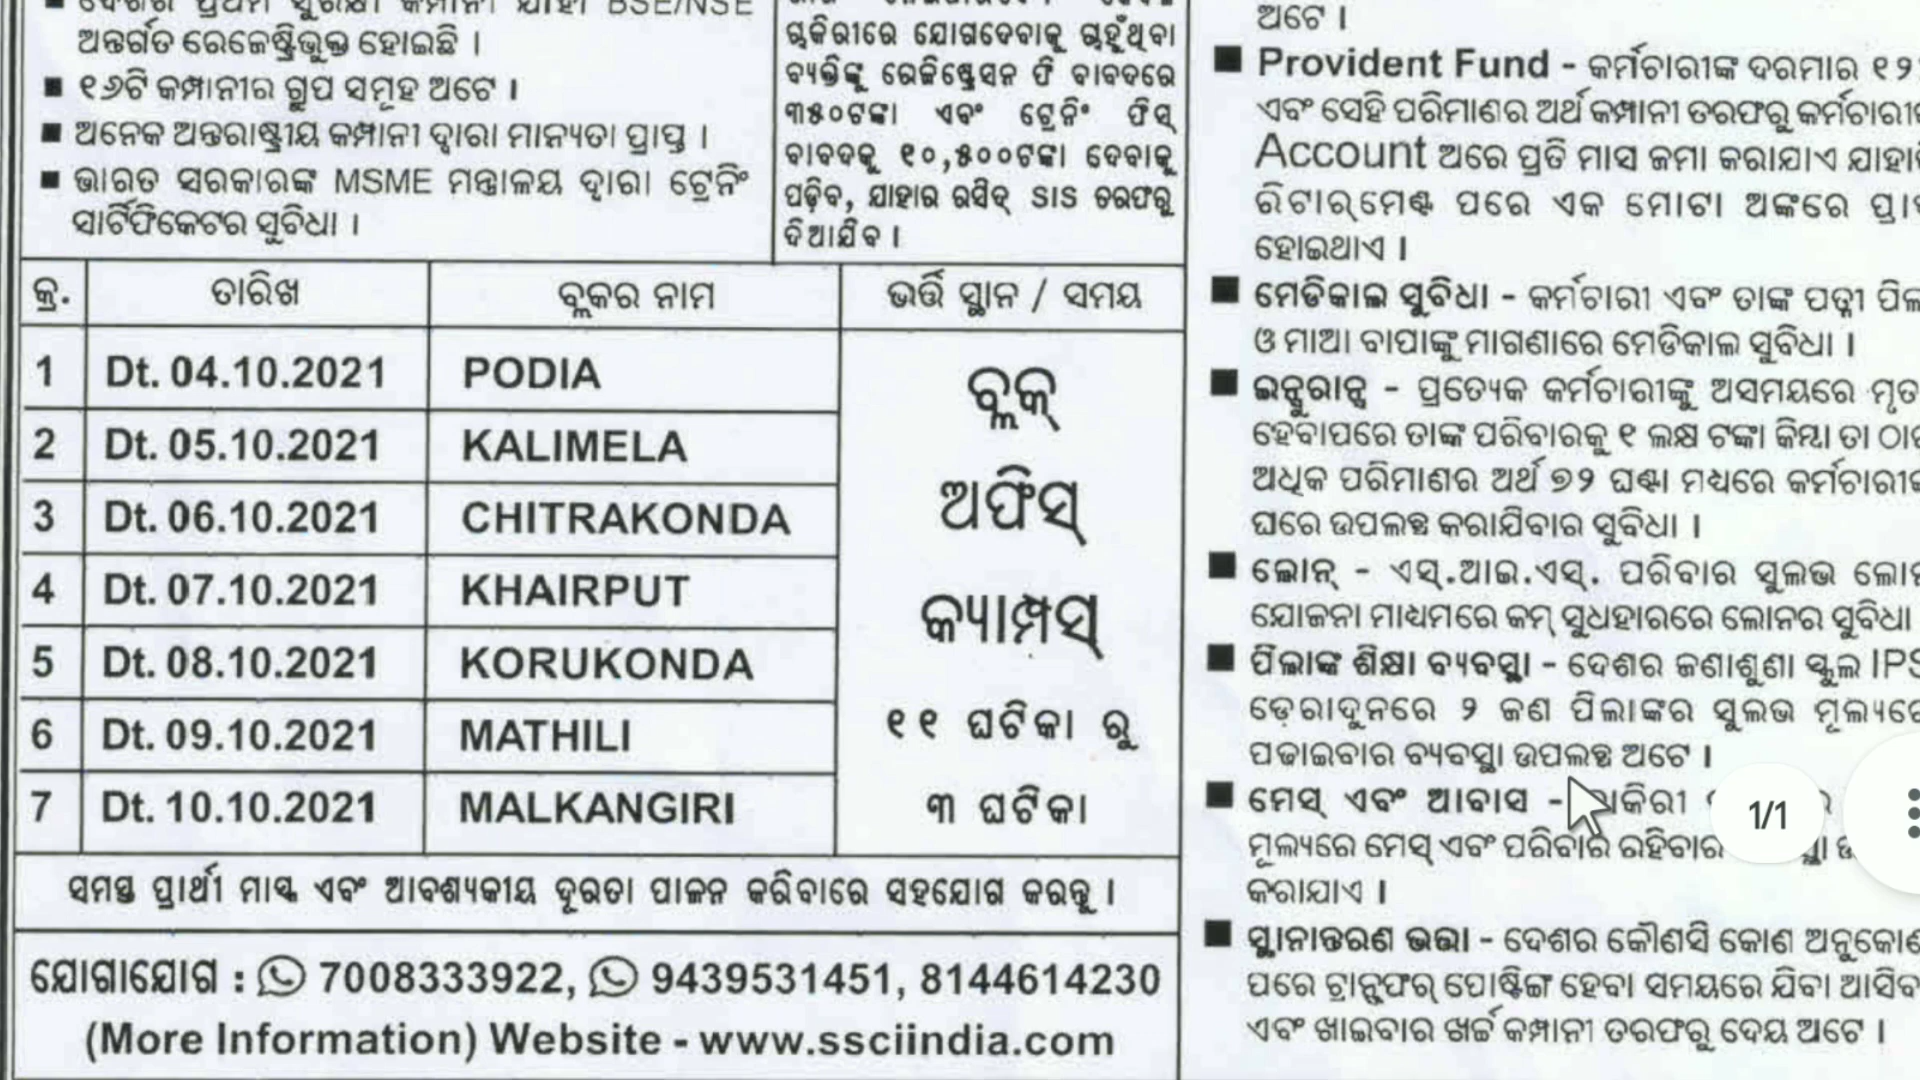 ଦେଶର ପ୍ରଥମ ସୁରକ୍ଷା କମ୍ପାନୀ ଯାହା BSE/NSE
ଅନ୍ତର୍ଗତ ରେଜେଷ୍ଟ୍ରିଭୁକ୍ତ ହୋଇଛି ।
■ ୧୬ଟି କମ୍ପାନୀର ଗ୍ରୁପ ସମୂହ ଅଟେ ।
■ ଅନେକ ଅନ୍ତରାଷ୍ଟ୍ରୀୟ କମ୍ପାନୀ ଦ୍ୱାରା ମାନ୍ୟତା ପ୍ରାପ୍ତ ।
■ ଭାରତ ସରକାରଙ୍କ MSME ମନ୍ତ୍ରାଳୟ ଦ୍ୱାରା ଟ୍ରେନିଂ
ସାର୍ଟିଫିକେଟର ସୁବିଧା ।
ଚାକିରୀରେ ଯୋଗଦେବାକୁ ଚାହୁଁଥିବା
ବ୍ୟକ୍ତିଙ୍କୁ ରେଜିଷ୍ଟ୍ରେସନ ଫି ବାବଦରେ
୩୫୦ଟଙ୍କା ଏବଂ ଟ୍ରେନିଂ ଫିସ୍
ବାବଦକୁ ୧୦,୫୦୦ଟଙ୍କା ଦେବାକୁ
ପଡ଼ିବ, ଯାହାର ରସିଦ୍ SIS ତରଫରୁ
ଦିଆଯିବ ।
କ୍ର. ତାରିଖ ବ୍ଲକର ନାମ ଭର୍ତ୍ତି ସ୍ଥାନ / ସମୟ
1 Dt. 04.10.2021 PODIA
2 Dt. 05.10.2021 KALIMELA
3 Dt. 06.10.2021 CHITRAKONDA
4 Dt. 07.10.2021 KHAIRPUT
5 Dt. 08.10.2021 KORUKONDA
6 Dt. 09.10.2021 MATHILI
7 Dt. 10.10.2021 MALKANGIRI
ବ୍ଲକ୍
ଅଫିସ୍
କ୍ୟାମ୍ପସ୍
୧୧ ଘଟିକା ରୁ
୩ ଘଟିକା
ସମସ୍ତ ପ୍ରାର୍ଥୀ ମାସ୍କ ଏବଂ ଆବଶ୍ୟକୀୟ ଦୂରତା ପାଳନ କରିବାରେ ସହଯୋଗ କରନ୍ତୁ ।
ଯୋଗାଯୋଗ : 7008333922, 9439531451, 8144614230
(More Information) Website - www.ssciindia.com
ଅଟେ ।
■ Provident Fund - କର୍ମଚାରୀଙ୍କ ଦରମାର ୧୨
ଏବଂ ସେହି ପରିମାଣର ଅର୍ଥ କମ୍ପାନୀ ତରଫରୁ
Account ଅରେ ପ୍ରତି ମାସ ଜମା କରାଯାଏ
ରିଟାର୍‌ମେଣ୍ଟ ପରେ ଏକ ମୋଟା ଅଙ୍କରେ
ହୋଇଥାଏ ।
■ ମେଡିକାଲ ସୁବିଧା - କର୍ମଚାରୀ ଏବଂ ତାଙ୍କ ପତ୍ନୀ
ଓ ମାଆ ବାପାଙ୍କୁ ମାଗଣାରେ ମେଡିକାଲ ସୁବିଧା ।
■ ଇନ୍ସୁରାନ୍ସ - ପ୍ରତ୍ୟେକ କର୍ମଚାରୀଙ୍କୁ ଅସମୟରେ
ହେବାପରେ ତାଙ୍କ ପରିବାରକୁ ୧ ଲକ୍ଷ ଟଙ୍କା କିମ୍ବା ତା
ଅଧିକ ପରିମାଣର ଅର୍ଥ ୭୨ ଘଣ୍ଟା ମଧ୍ୟରେ
ଘରେ ଉପଲବ୍ଧ କରାଯିବାର ସୁବିଧା ।
■ ଲୋନ୍ - ଏସ୍.ଆଇ.ଏସ୍. ପରିବାର ସୁଲଭ
ଯୋଜନା ମାଧ୍ୟମରେ କମ୍ ସୁଧହାରରେ ଲୋନର ସୁବିଧା
■ ପିଲାଙ୍କ ଶିକ୍ଷା ବ୍ୟବସ୍ଥା - ଦେଶର ଜଣାଶୁଣା ସ୍କୁଲ IPS
ଡେରାଦୁନରେ ୨ ଜଣ ପିଲାଙ୍କର ସୁଲଭ
ପଢାଇବାର ବ୍ୟବସ୍ଥା ଉପଲବ୍ଧ ଅଟେ ।
■ ମେସ୍ ଏବଂ ଆବାସ -
ମୂଲ୍ୟରେ ମେସ୍ ଏବଂ ପରିବାର ରହିବାର
କରାଯାଏ ।
■ ସ୍ଥାନାନ୍ତରଣ ଭତ୍ତା - ଦେଶର କୌଣସି କୋଣ
ପରେ ଟ୍ରାନ୍ସଫର୍ ପୋଷ୍ଟିଙ୍ଗ ହେବା ସମୟରେ ଯିବା
ଏବଂ ଖାଇବାର ଖର୍ଚ୍ଚ କମ୍ପାନୀ ତରଫରୁ ଦେୟ ଅଟେ ।
1/1